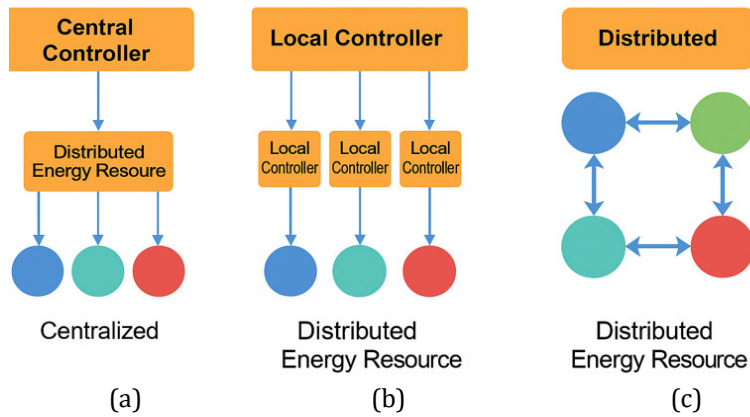 Central
Controller
Distributed
Energy Resoure
Centralized
(a)
Local Controller
Local
Controller
Local
Controller
Local
Controller
Distributed
Energy Resource
(b)
Distributed
Distributed
Energy Resource
(c)